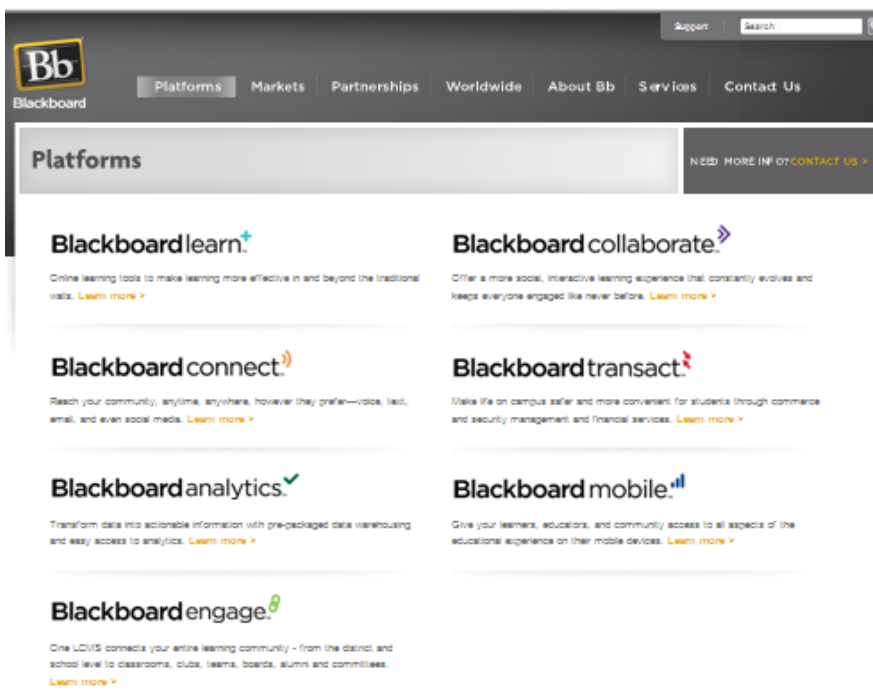 Support
Search
Bb
Blackboard
Platforms Markets Partnerships Worldwide About Bb Services Contact Us
Platforms
NEED MORE INFO? CONTACT US >
Blackboard learn™
Online learning tools to make learning more effective in and beyond the traditional
walls. Learn more >
Blackboard collaborate™
Offer a more social, interactive learning experience that constantly evolves and
keeps everyone engaged like never before. Learn more >
Blackboard connect™
Reach your community, anytime, anywhere, however they prefer—voice, text,
email, and even social media. Learn more >
Blackboard transact™
Make life on campus safer and more convenient for students through commerce
and security management and financial services. Learn more >
Blackboard analytics™
Transform data into actionable information with pre-packaged data warehousing
and easy access to analytics. Learn more >
Blackboard mobile™
Give your learners, educators, and community access to all aspects of the
educational experience on their mobile devices. Learn more >
Blackboard engage™
One LCMS connects your entire learning community - from the district and
school level to classrooms, clubs, teams, boards, alumni and committees.
Learn more >